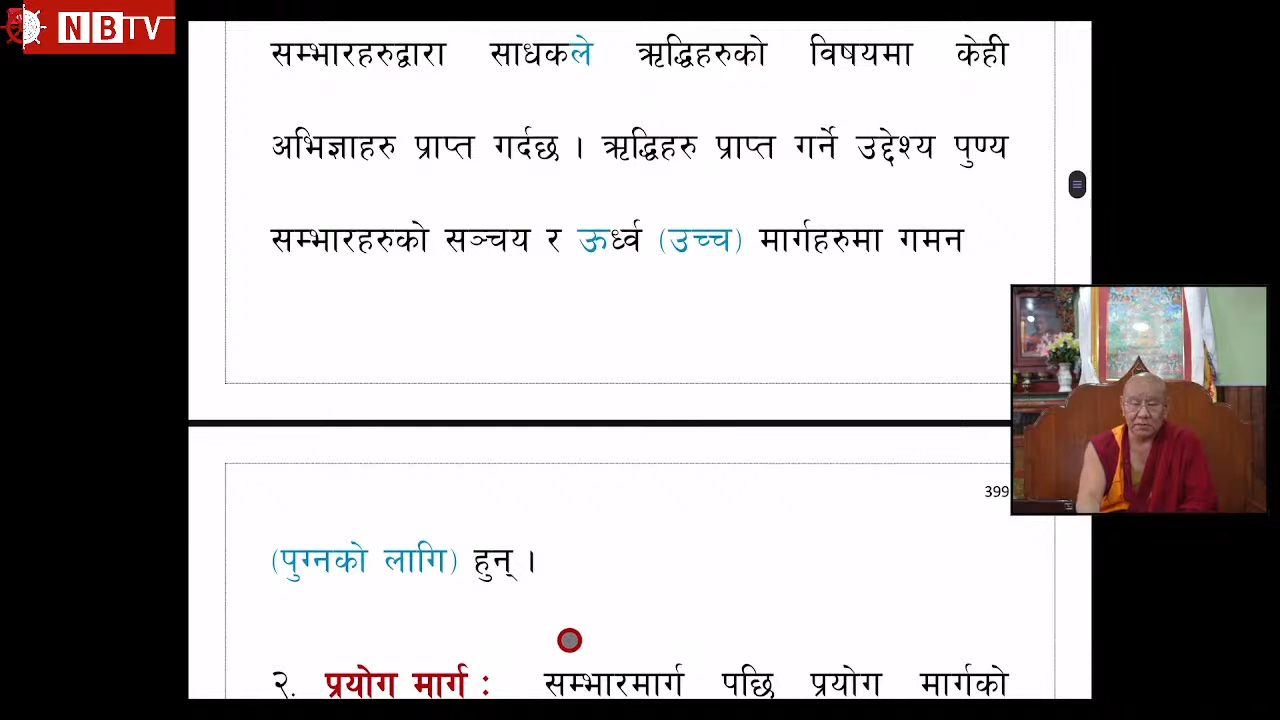 NBTV
सम्भारहरुद्वारा साधकले ऋद्धिहरुको विषयमा केही
अभिज्ञाहरु प्राप्त गर्दछ । ऋद्धिहरु प्राप्त गर्ने उद्देश्य पुण्य
सम्भारहरुको सञ्चय र ऊर्ध्व (उच्च) मार्गहरुमा गमन
399
(पुग्नको लागि) हुन् ।
२. प्रयोग मार्ग : सम्भारमार्ग पछि प्रयोग मार्गको